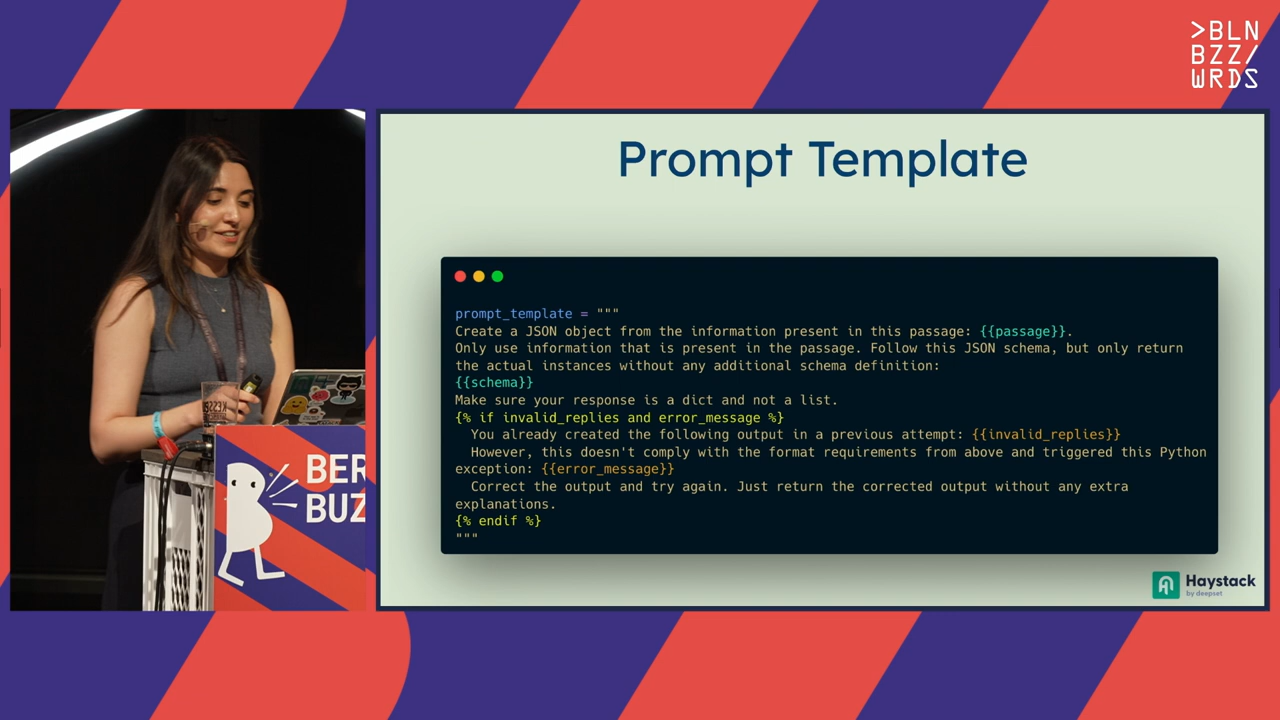 >BLN
BZZ/
WRDS
Prompt Template
prompt_template = """
Create a JSON object from the information present in this passage: {{passage}}.
Only use information that is present in the passage. Follow this JSON schema, but only return
the actual instances without any additional schema definition:
{{schema}}
Make sure your response is a dict and not a list.
{% if invalid_replies and error_message %}
  You already created the following output in a previous attempt: {{invalid_replies}}
  However, this doesn't comply with the format requirements from above and triggered this Python
exception: {{error_message}}
  Correct the output and try again. Just return the corrected output without any extra
explanations.
{% endif %}
"""
Haystack
by deepset
BER
BUZ